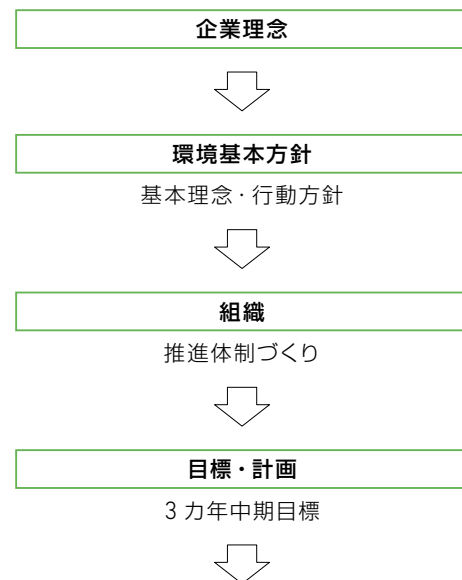 企業理念
環境基本方針
基本理念・行動方針
組織
推進体制づくり
目標・計画
3 カ年中期目標